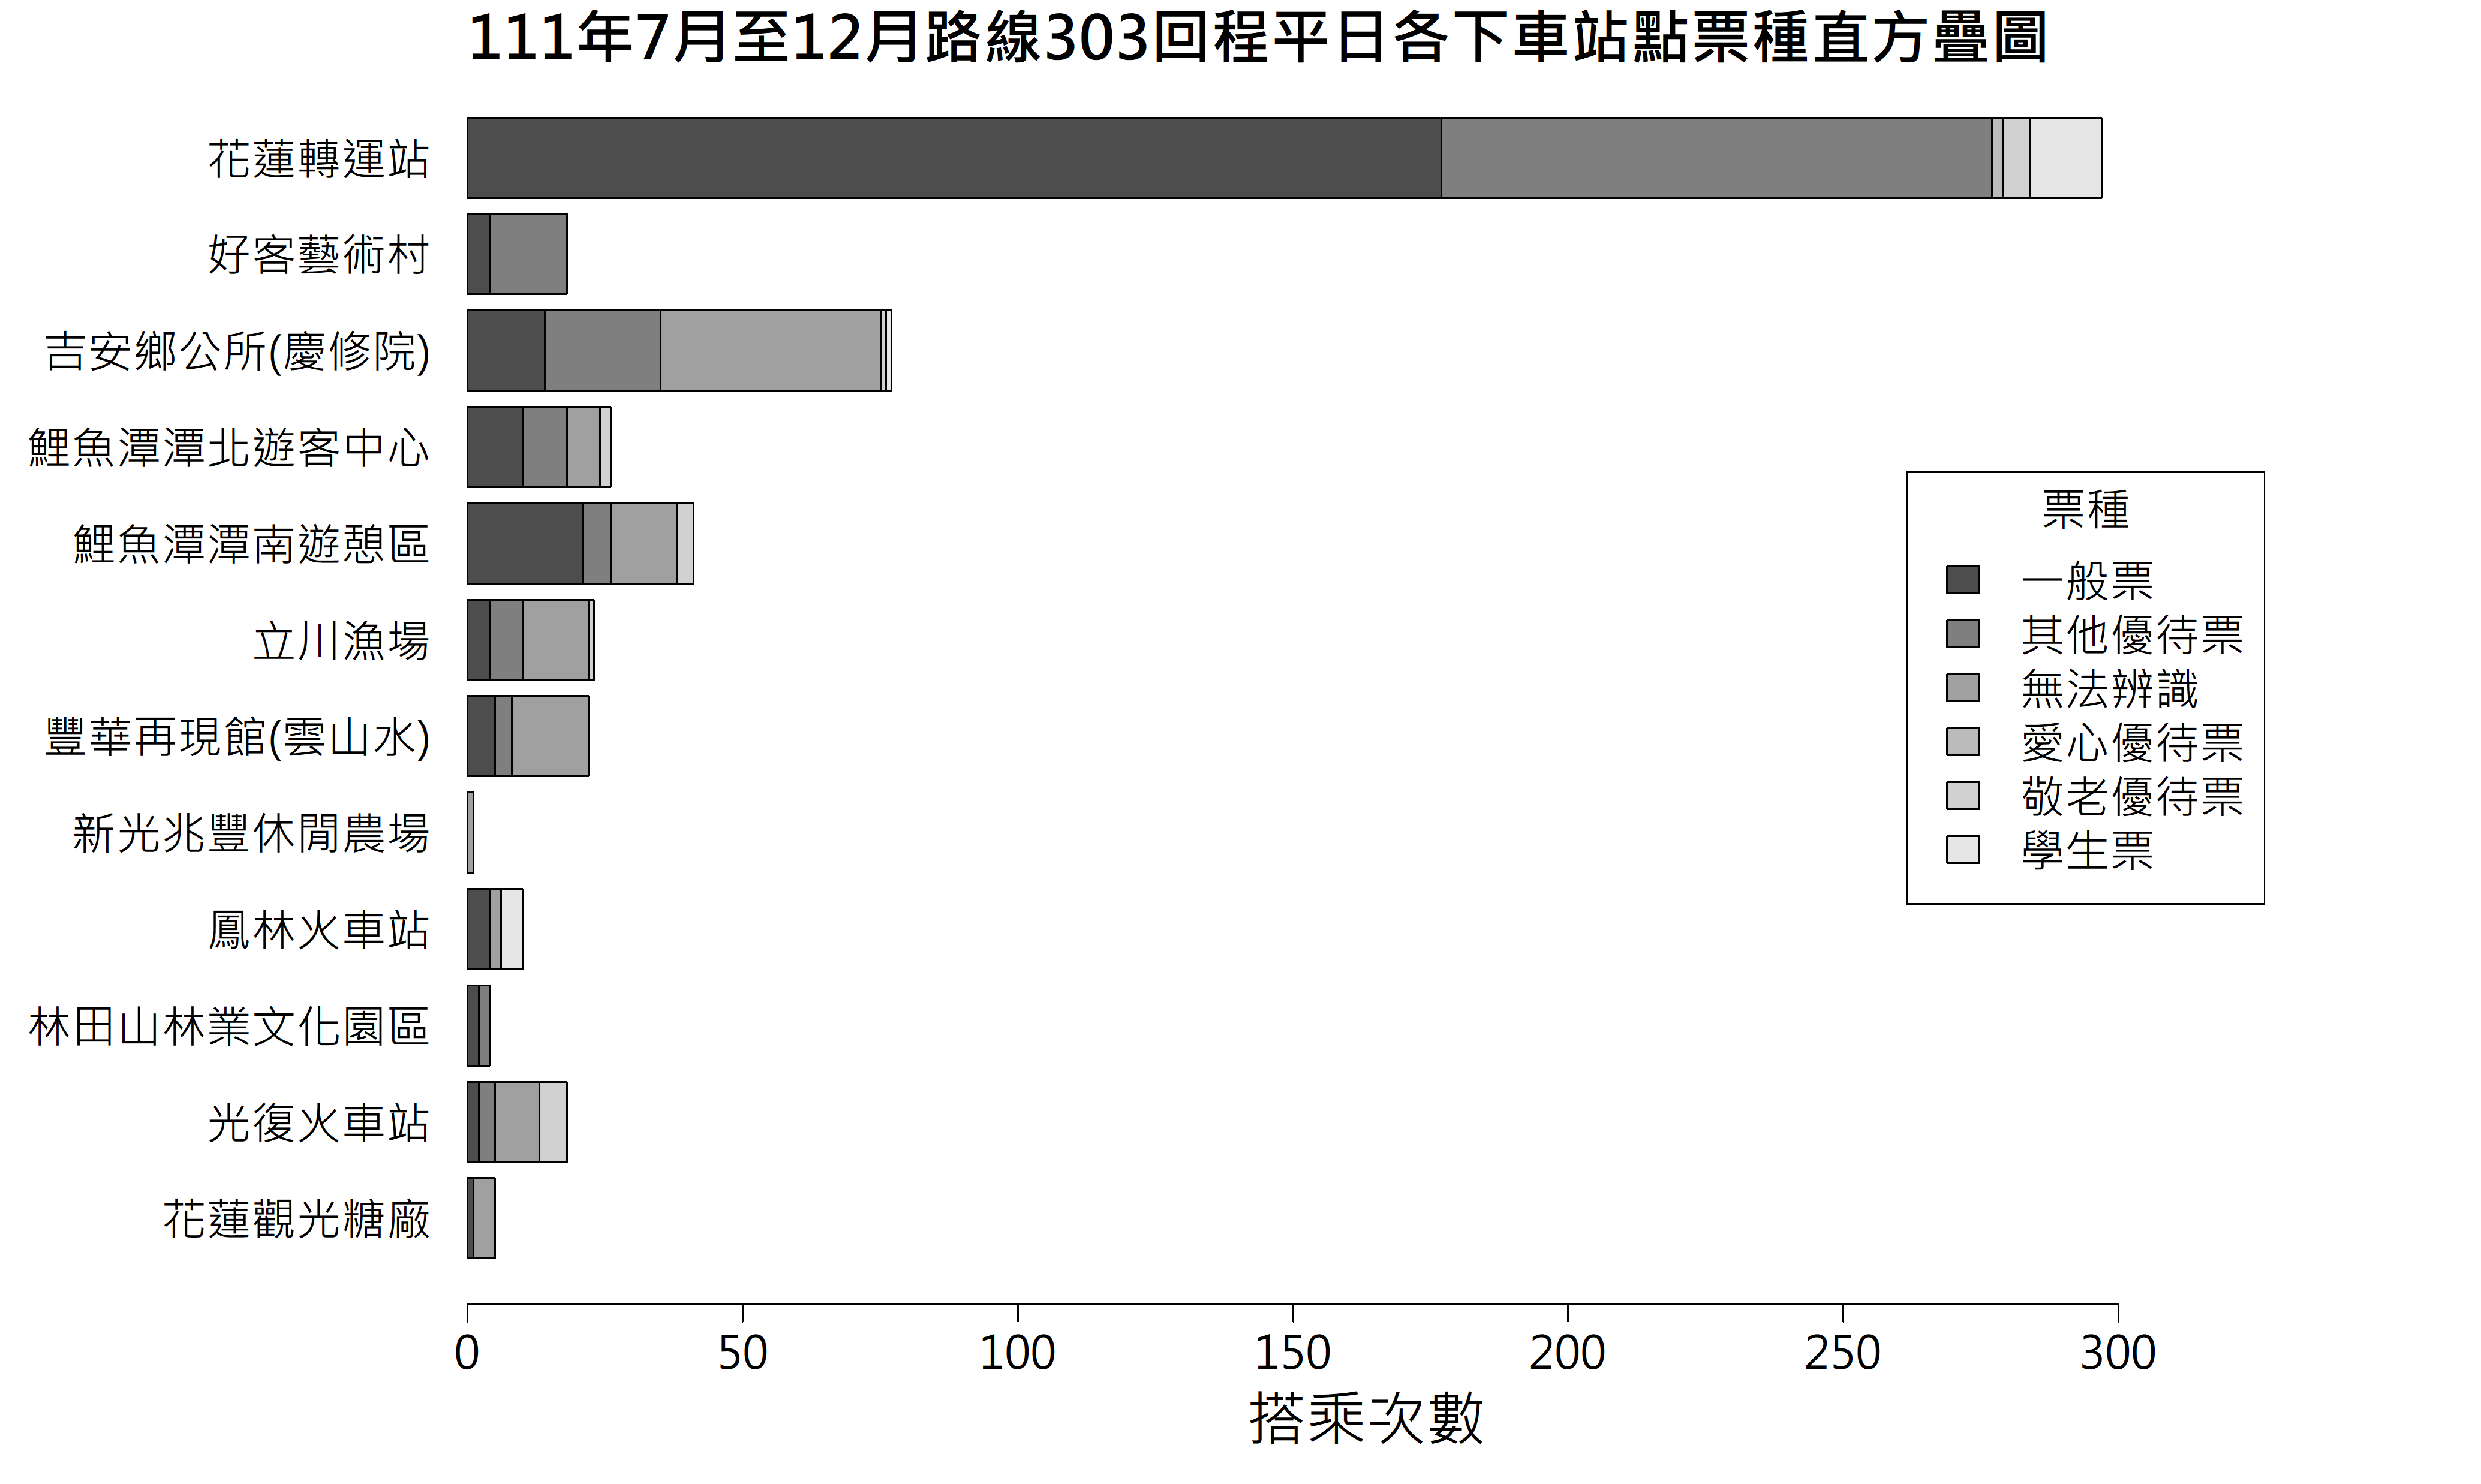 111年7月至12月路線303回程平日各下車站點票種直方疊圖
花蓮轉運站
好客藝術村
吉安鄉公所(慶修院)
鯉魚潭潭北遊客中心
鯉魚潭潭南遊憩區
立川漁場
豐華再現館(雲山水)
新光兆豐休閒農場
鳳林火車站
林田山林業文化園區
光復火車站
花蓮觀光糖廠
票種
一般票
其他優待票
無法辨識
愛心優待票
敬老優待票
學生票
0 50 100 150 200 250 300
搭乘次數